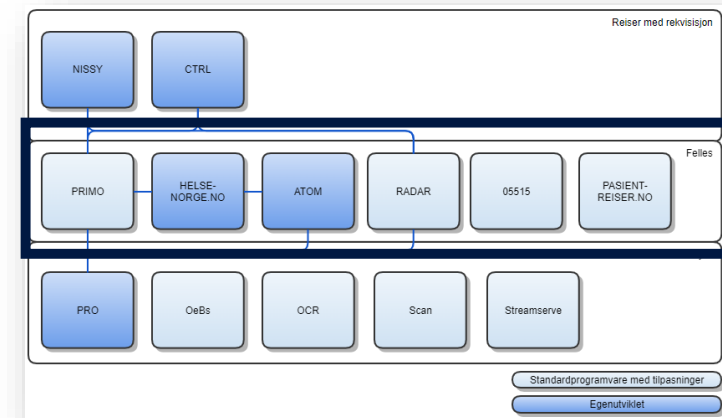 Reiser med rekvisisjon
NISSY
CTRL
Felles
PRIMO
HELSE-
NORGE.NO
ATOM
RADAR
05515
PASIENT-
REISER.NO
PRO
OeBs
OCR
Scan
Streamserve
Standardprogramvare med tilpasninger
Egenutviklet